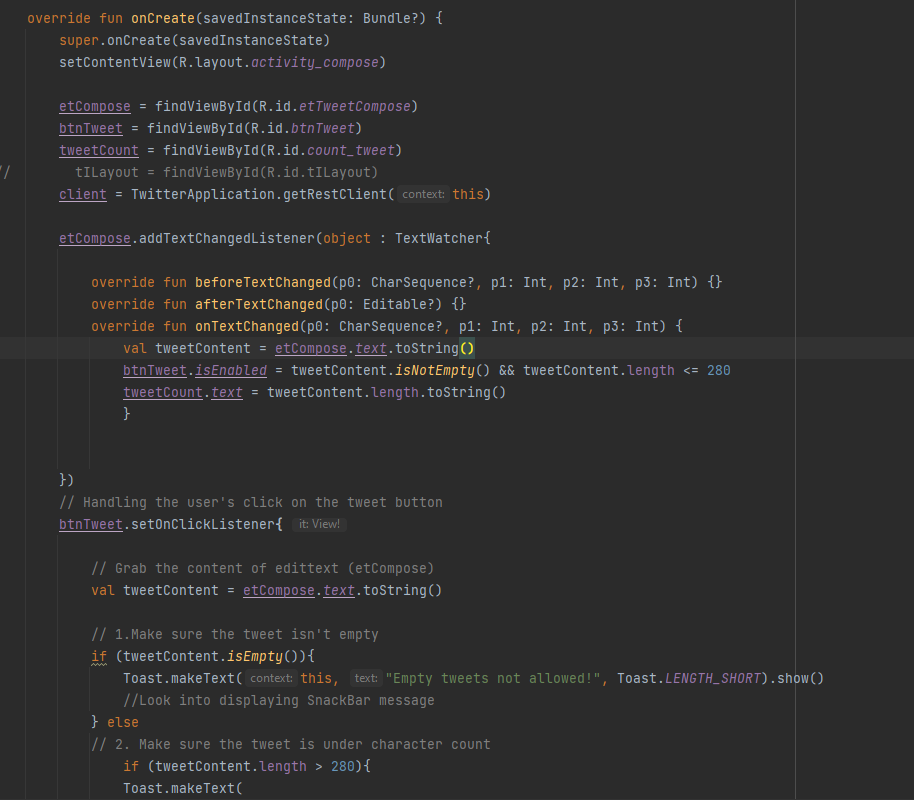 override fun onCreate(savedInstanceState: Bundle?) {
super.onCreate(savedInstanceState)
setContentView(R.layout.activity_compose)
etCompose = findViewById(R.id.etTweetCompose)
btnTweet = findViewById(R.id.btnTweet)
tweetCount = findViewById(R.id.count_tweet)
// tILayout = findViewById(R.id.tILayout)
client = TwitterApplication.getRestClient( context: this)
etCompose.addTextChangedListener(object : TextWatcher{
override fun beforeTextChanged(p0: CharSequence?, p1: Int, p2: Int, p3: Int) {}
override fun afterTextChanged(p0: Editable?) {}
override fun onTextChanged(p0: CharSequence?, p1: Int, p2: Int, p3: Int) {
val tweetContent = etCompose.text.toString()
btnTweet.isEnabled = tweetContent.isNotEmpty() && tweetContent.length <= 280
tweetCount.text = tweetContent.length.toString()
}
})
// Handling the user's click on the tweet button
btnTweet.setOnClickListener{ it: View!
// Grab the content of edittext (etCompose)
val tweetContent = etCompose.text.toString()
// 1.Make sure the tweet isn't empty
if (tweetContent.isEmpty()){
Toast.makeText( context: this, text: "Empty tweets not allowed!", Toast.LENGTH_SHORT).show()
//Look into displaying SnackBar message
} else
// 2. Make sure the tweet is under character count
if (tweetContent.length > 280){
Toast.makeText(